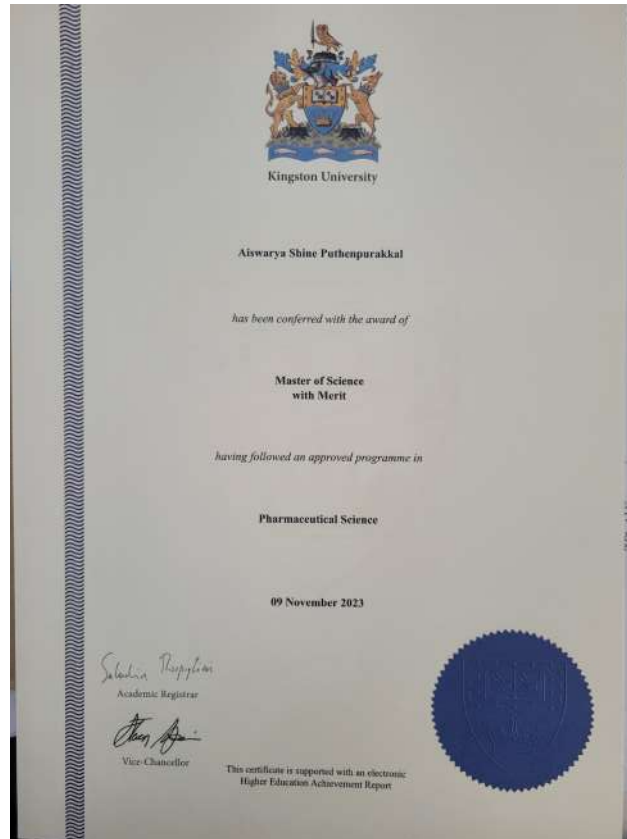 Kingston University
Aiswarya Shine Puthenpurakkal
has been conferred with the award of
Master of Science
with Merit
having followed an approved programme in
Pharmaceutical Science
09 November 2023
Academic Registrar
Vice-Chancellor
This certificate is supported with an electronic
Higher Education Achievement Report